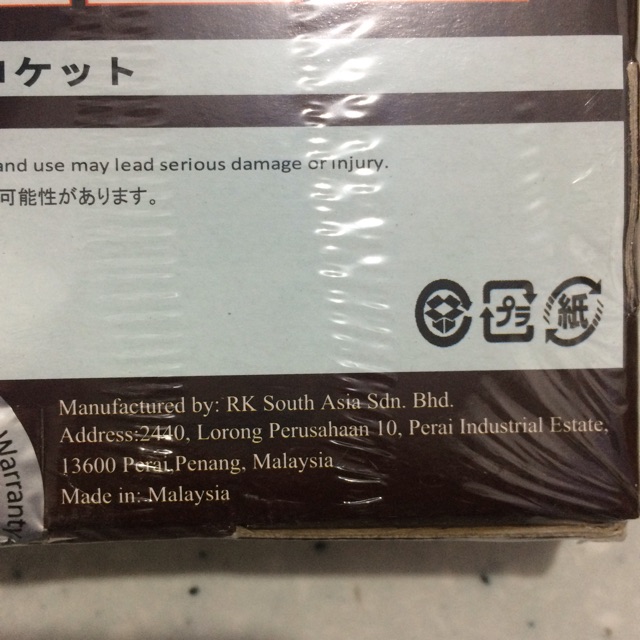 ロケット
and use may lead serious damage or injury.
可能性があります。
プラ
紙
Manufactured by: RK South Asia Sdn. Bhd.
Address:2440, Lorong Perusahaan 10, Perai Industrial Estate,
13600 Perai,Penang, Malaysia
Made in: Malaysia
Warranty